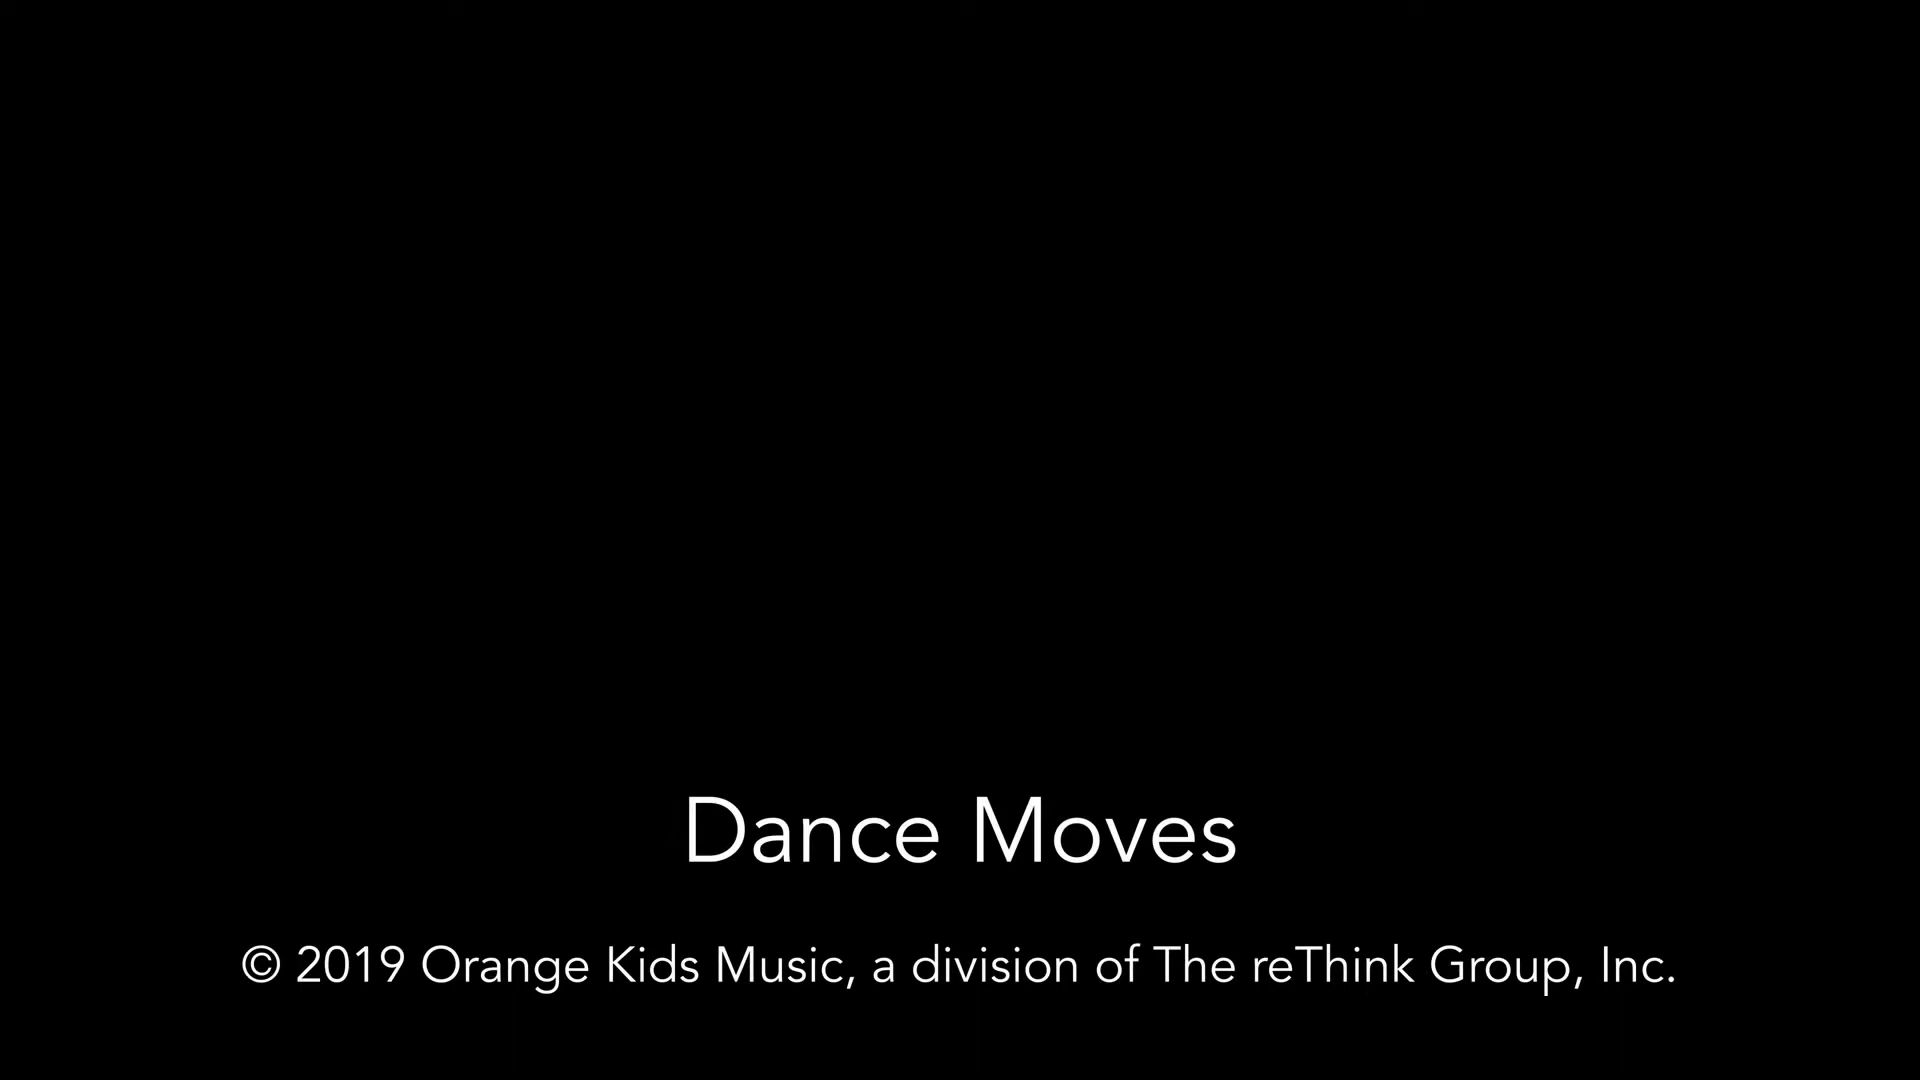 Dance Moves
© 2019 Orange Kids Music, a division of The reThink Group, Inc.